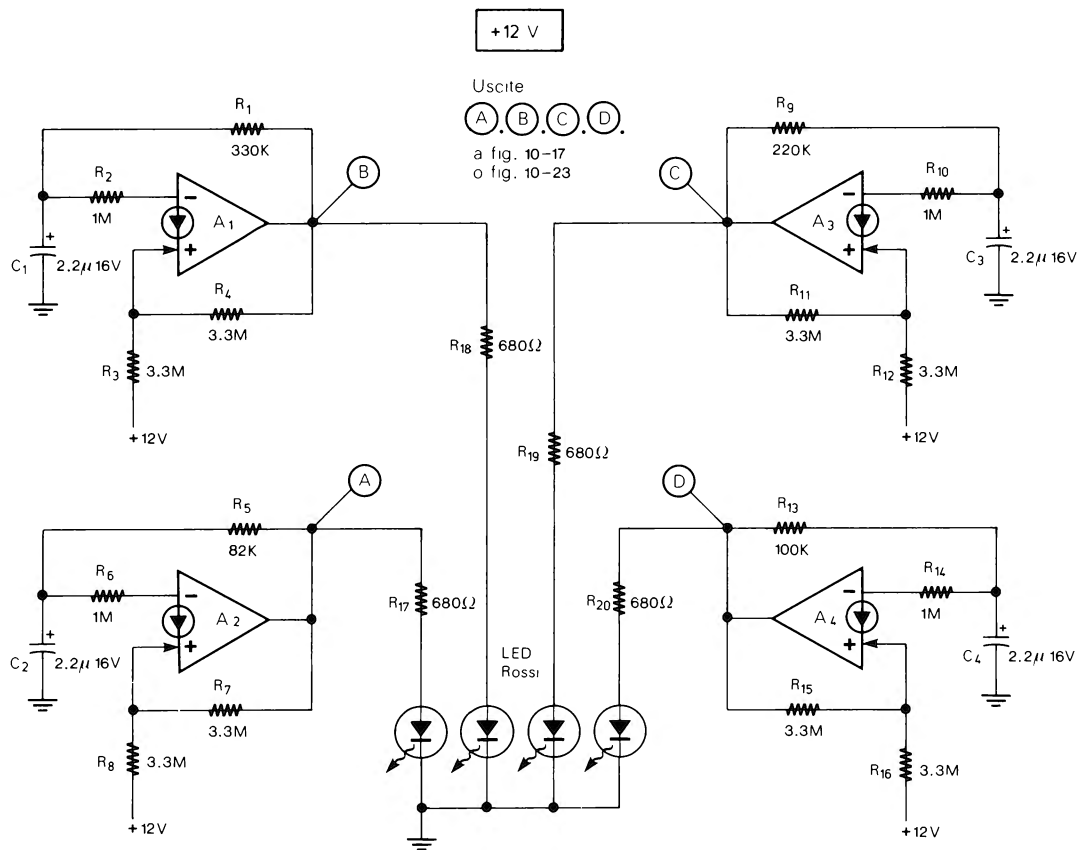 +12 V
Uscite
A. B. C. D.
a fig. 10-17
o fig. 10-23
R1
330K
R2
1M
−
A1
+
+
C1
2.2µ 16V
R4
3.3M
R3
3.3M
+12V
B
R18
680Ω
R9
220K
R10
1M
−
A3
+
+
C3
2.2µ 16V
R11
3.3M
R12
3.3M
+12V
C
R19
680Ω
A
R5
82K
R6
1M
−
A2
+
+
C2
2.2µ 16V
R7
3.3M
R8
3.3M
+12V
R17
680Ω
LED
Rossi
D
R13
100K
R14
1M
−
A4
+
+
C4
2.2µ 16V
R15
3.3M
R16
3.3M
+12V
R20
680Ω